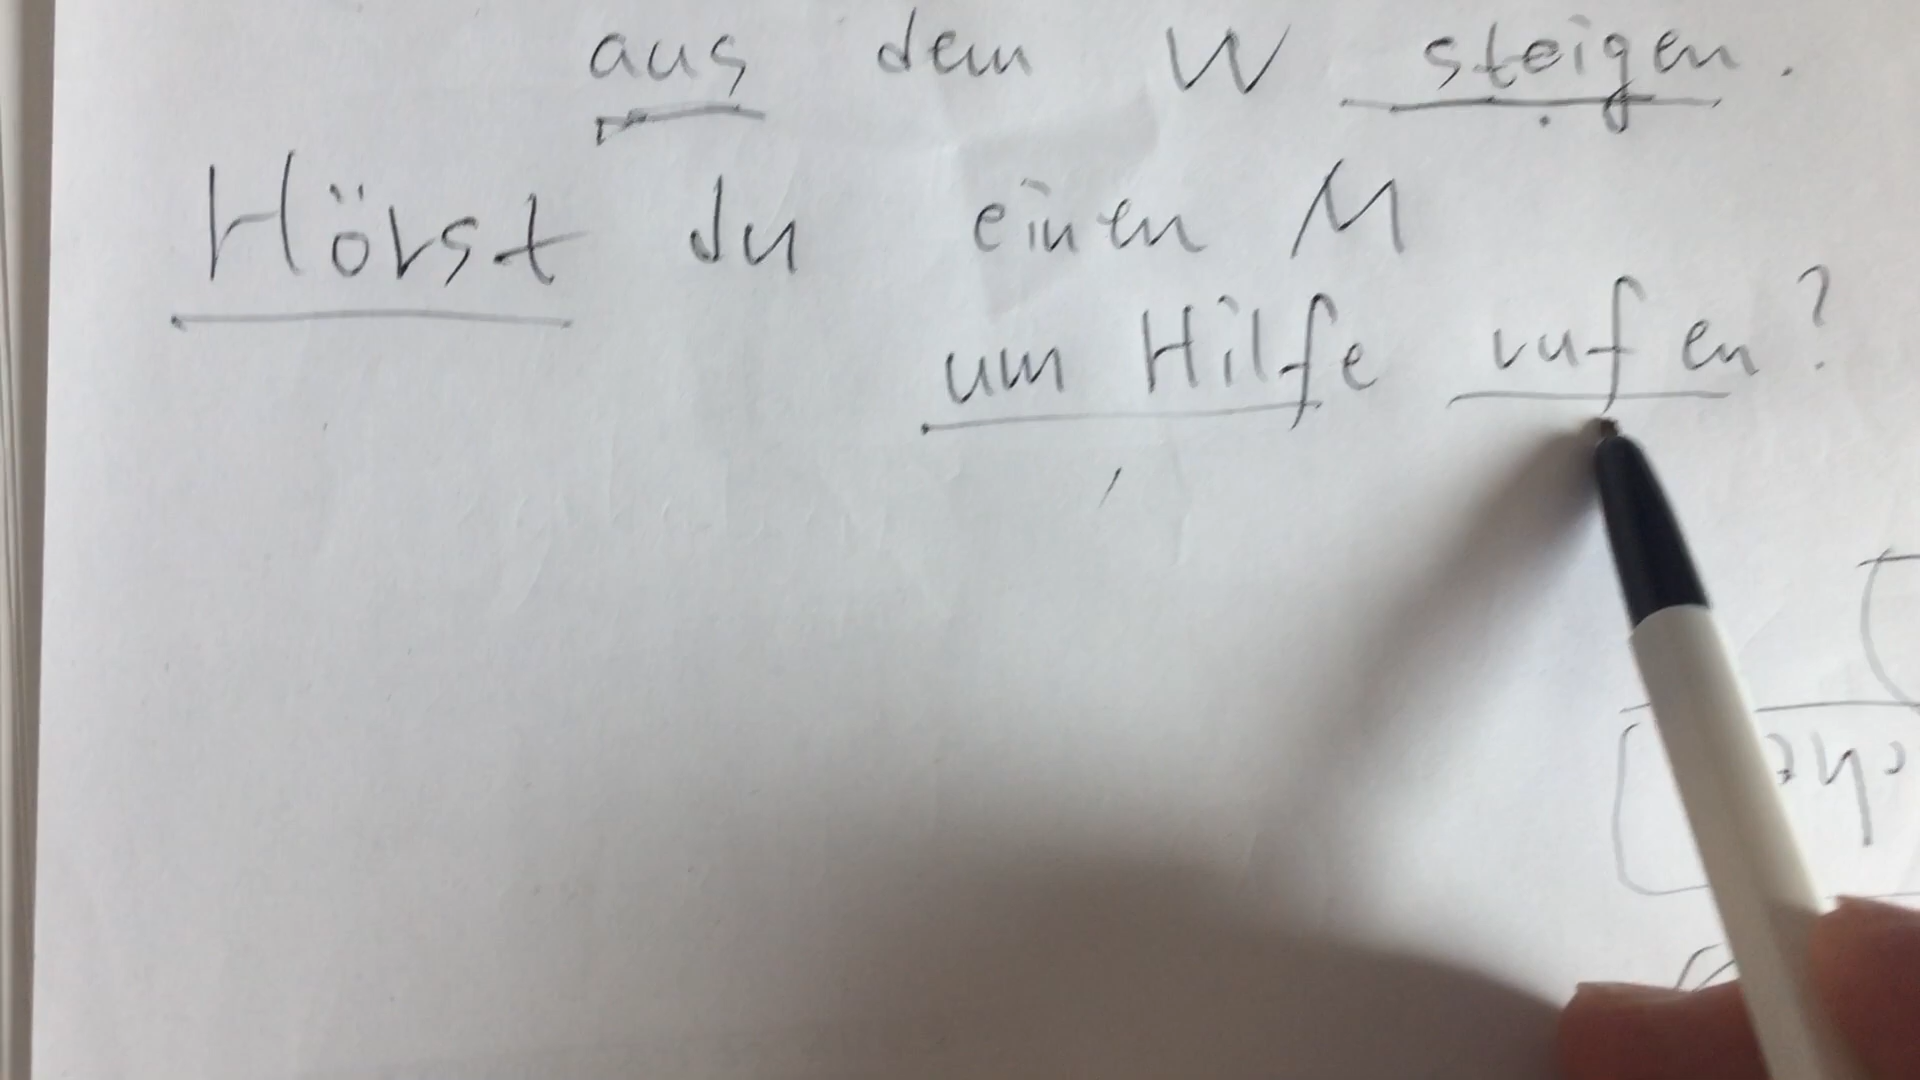 aus dem W steigen.
Hörst du einen M
um Hilfe rufen?